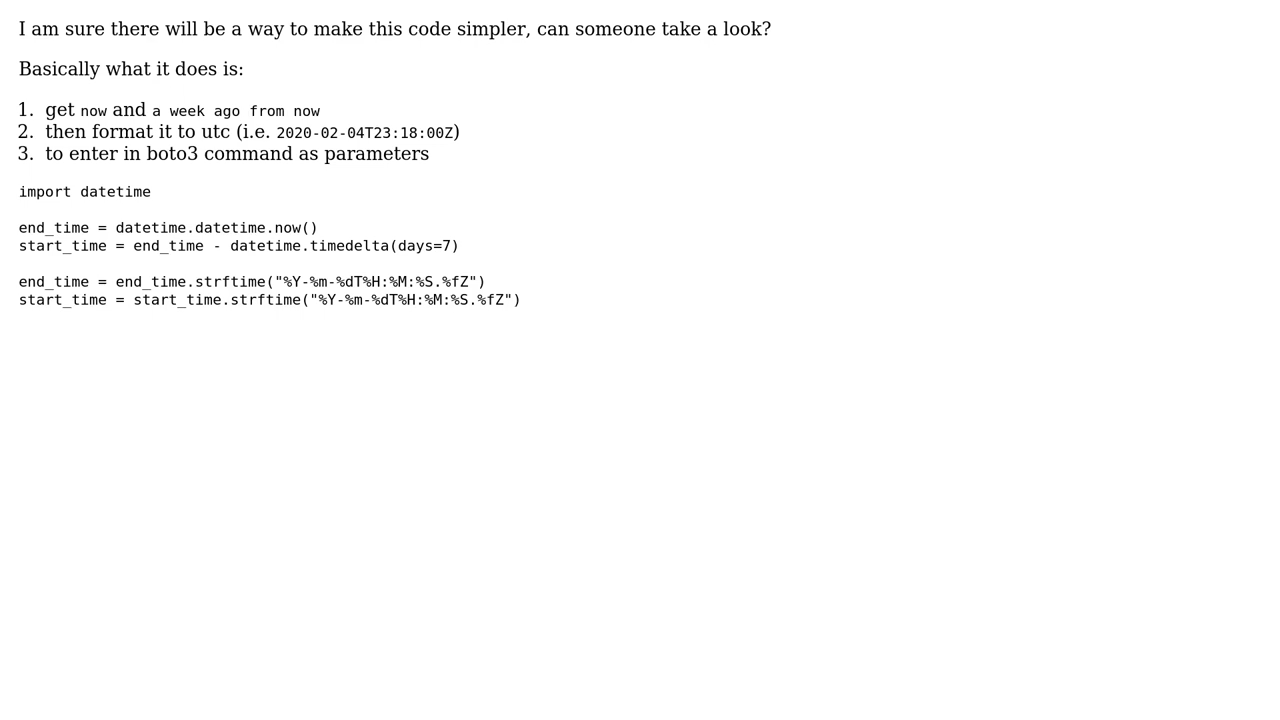 I am sure there will be a way to make this code simpler, can someone take a look?
Basically what it does is:
1. get now and a week ago from now
2. then format it to utc (i.e. 2020-02-04T23:18:00Z)
3. to enter in boto3 command as parameters
import datetime
end_time = datetime.datetime.now()
start_time = end_time - datetime.timedelta(days=7)
end_time = end_time.strftime("%Y-%m-%dT%H:%M:%S.%fZ")
start_time = start_time.strftime("%Y-%m-%dT%H:%M:%S.%fZ")